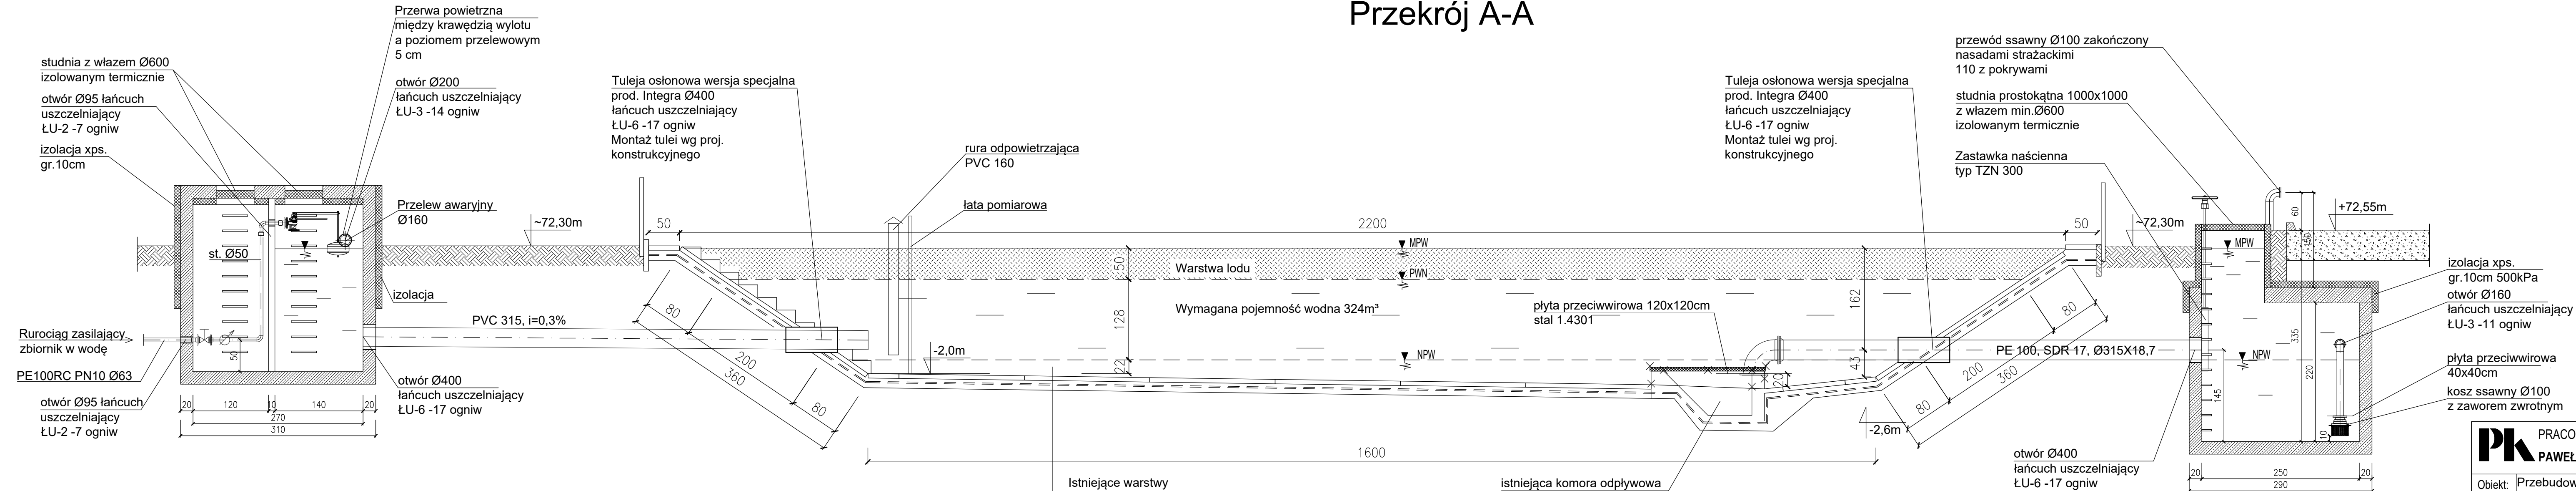 Przekrój A-A
Przerwa powietrzna
między krawędzią wylotu
a poziomem przelewowym
5 cm
studnia z włazem Ø600
izolowanym termicznie
otwór Ø95 łańcuch
uszczelniający
ŁU-2 -7 ogniw
izolacja xps.
gr.10cm
otwór Ø200
łańcuch uszczelniający
ŁU-3 -14 ogniw
Przelew awaryjny
Ø160
st. Ø50
izolacja
50
Rurociąg zasilający
zbiornik w wodę
PE100RC PN10 Ø63
otwór Ø95 łańcuch
uszczelniający
ŁU-2 -7 ogniw
20
120
10
140
20
270
310
otwór Ø400
łańcuch uszczelniający
ŁU-6 -17 ogniw
PVC 315, i=0,3%
~72,30m
Tuleja osłonowa wersja specjalna
prod. Integra Ø400
łańcuch uszczelniający
ŁU-6 -17 ogniw
Montaż tulei wg proj.
konstrukcyjnego
rura odpowietrzająca
PVC 160
łata pomiarowa
50
2200
50
80
200
360
80
-2,0m
50
128
22
MPW
PWN
NPW
Warstwa lodu
Wymagana pojemność wodna 324m³
płyta przeciwwirowa 120x120cm
stal 1.4301
20
162
43
1600
Istniejące warstwy
istniejąca komora odpływowa
Tuleja osłonowa wersja specjalna
prod. Integra Ø400
łańcuch uszczelniający
ŁU-6 -17 ogniw
Montaż tulei wg proj.
konstrukcyjnego
80
200
360
80
-2,6m
PE 100, SDR 17, Ø315X18,7
~72,30m
przewód ssawny Ø100 zakończony
nasadami strażackimi
110 z pokrywami
studnia prostokątna 1000x1000
z włazem min.Ø600
izolowanym termicznie
Zastawka naścienna
typ TZN 300
otwór Ø400
łańcuch uszczelniający
ŁU-6 -17 ogniw
MPW
NPW
60
150
335
220
145
10
20
250
20
290
+72,55m
izolacja xps.
gr.10cm 500kPa
otwór Ø160
łańcuch uszczelniający
ŁU-3 -11 ogniw
płyta przeciwwirowa
40x40cm
kosz ssawny Ø100
z zaworem zwrotnym
PK
PRACO
PAWEŁ
Obiekt: Przebudow